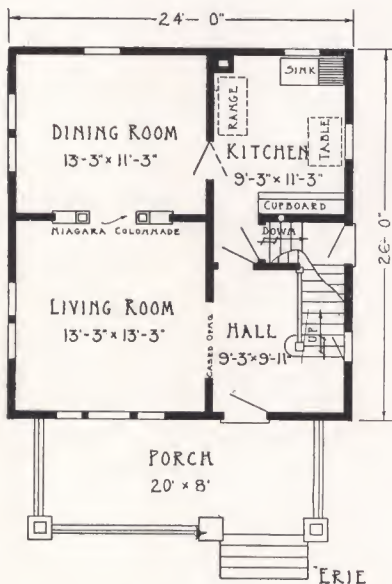 24'- 0"
SINK
RANGE
DINING ROOM
13'-3" × 11'-3"
TABLE
KITCHEN
9'-3" × 11'-3"
CUPBOARD
NIAGARA COLONNADE
DOWN
26'- 0"
LIVING ROOM
13'-3" × 13'-3"
CASED OP'NG
HALL
9'-3" × 9'-11"
UP
PORCH
20' × 8'
ERIE